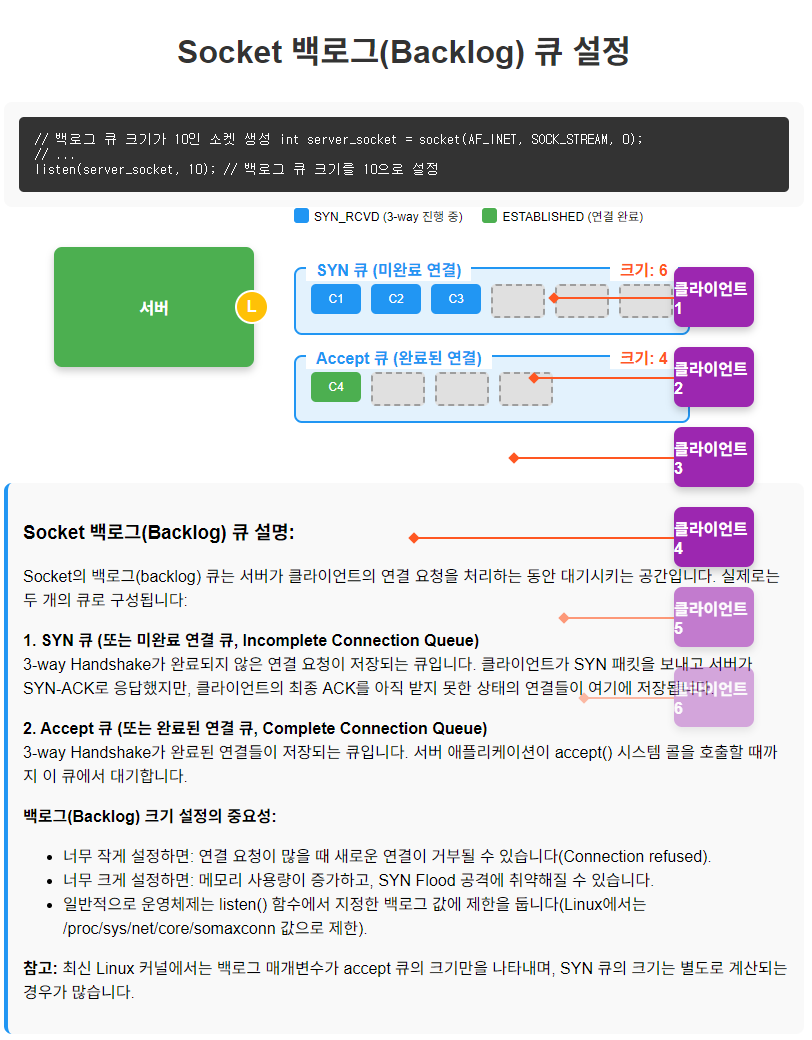 Socket 백로그(Backlog) 큐 설정
// 백로그 큐 크기가 10인 소켓 생성 int server_socket = socket(AF_INET, SOCK_STREAM, 0);
// ...
listen(server_socket, 10); // 백로그 큐 크기를 10으로 설정
SYN_RCVD (3-way 진행 중)
ESTABLISHED (연결 완료)
서버
L
SYN 큐 (미완료 연결)
크기: 6
C1
C2
C3
클라이언트
1
Accept 큐 (완료된 연결)
크기: 4
C4
클라이언트
2
클라이언트
3
클라이언트
4
클라이언트
5
클라이언트
6
Socket 백로그(Backlog) 큐 설명:
Socket의 백로그(backlog) 큐는 서버가 클라이언트의 연결 요청을 처리하는 동안 대기시키는 공간입니다. 실제로는
두 개의 큐로 구성됩니다:
1. SYN 큐 (또는 미완료 연결 큐, Incomplete Connection Queue)
3-way Handshake가 완료되지 않은 연결 요청이 저장되는 큐입니다. 클라이언트가 SYN 패킷을 보내고 서버가
SYN-ACK로 응답했지만, 클라이언트의 최종 ACK를 아직 받지 못한 상태의 연결들이 여기에 저장됩니다.
2. Accept 큐 (또는 완료된 연결 큐, Complete Connection Queue)
3-way Handshake가 완료된 연결들이 저장되는 큐입니다. 서버 애플리케이션이 accept() 시스템 콜을 호출할 때까
지 이 큐에서 대기합니다.
백로그(Backlog) 크기 설정의 중요성:
• 너무 작게 설정하면: 연결 요청이 많을 때 새로운 연결이 거부될 수 있습니다(Connection refused).
• 너무 크게 설정하면: 메모리 사용량이 증가하고, SYN Flood 공격에 취약해질 수 있습니다.
• 일반적으로 운영체제는 listen() 함수에서 지정한 백로그 값에 제한을 둡니다(Linux에서는
/proc/sys/net/core/somaxconn 값으로 제한).
참고: 최신 Linux 커널에서는 백로그 매개변수가 accept 큐의 크기만을 나타내며, SYN 큐의 크기는 별도로 계산되는
경우가 많습니다.